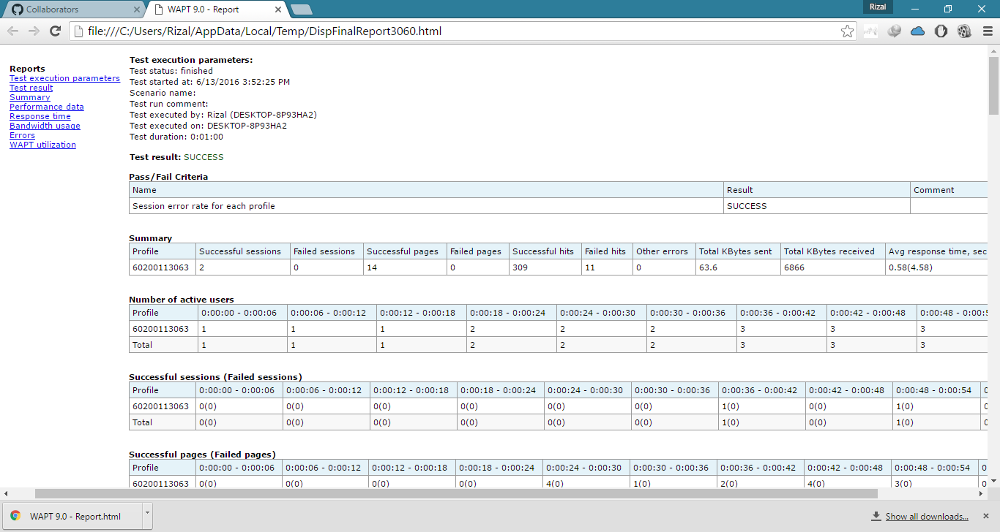 Collaborators
WAPT 9.0 - Report
Rizal
file:///C:/Users/Rizal/AppData/Local/Temp/DispFinalReport3060.html
Reports
Test execution parameters
Test result
Summary
Performance data
Response time
Bandwidth usage
Errors
WAPT utilization
Test execution parameters:
Test status: finished
Test started at: 6/13/2016 3:52:25 PM
Scenario name:
Test run comment:
Test executed by: Rizal (DESKTOP-8P93HA2)
Test executed on: DESKTOP-8P93HA2
Test duration: 0:01:00
Test result: SUCCESS
Pass/Fail Criteria
Name Result Comment
Session error rate for each profile SUCCESS
Summary
Profile Successful sessions Failed sessions Successful pages Failed pages Successful hits Failed hits Other errors Total KBytes sent Total KBytes received Avg response time, sec
60200113063 2 0 14 0 309 11 0 63.6 6866 0.58(4.58)
Number of active users
Profile 0:00:00 - 0:00:06 0:00:06 - 0:00:12 0:00:12 - 0:00:18 0:00:18 - 0:00:24 0:00:24 - 0:00:30 0:00:30 - 0:00:36 0:00:36 - 0:00:42 0:00:42 - 0:00:48 0:00:48 - 0:00:5
60200113063 1 1 1 2 2 2 3 3 3
Total 1 1 1 2 2 2 3 3 3
Successful sessions (Failed sessions)
Profile 0:00:00 - 0:00:06 0:00:06 - 0:00:12 0:00:12 - 0:00:18 0:00:18 - 0:00:24 0:00:24 - 0:00:30 0:00:30 - 0:00:36 0:00:36 - 0:00:42 0:00:42 - 0:00:48 0:00:48 - 0:00:54 0
60200113063 0(0) 0(0) 0(0) 0(0) 0(0) 0(0) 1(0) 0(0) 1(0) 0
Total 0(0) 0(0) 0(0) 0(0) 0(0) 0(0) 1(0) 0(0) 1(0) 0
Successful pages (Failed pages)
Profile 0:00:00 - 0:00:06 0:00:06 - 0:00:12 0:00:12 - 0:00:18 0:00:18 - 0:00:24 0:00:24 - 0:00:30 0:00:30 - 0:00:36 0:00:36 - 0:00:42 0:00:42 - 0:00:48 0:00:48 - 0:00:54 0
60200113063 0(0) 0(0) 0(0) 0(0) 4(0) 1(0) 2(0) 4(0) 3(0) 0
WAPT 9.0 - Report.html
Show all downloads...